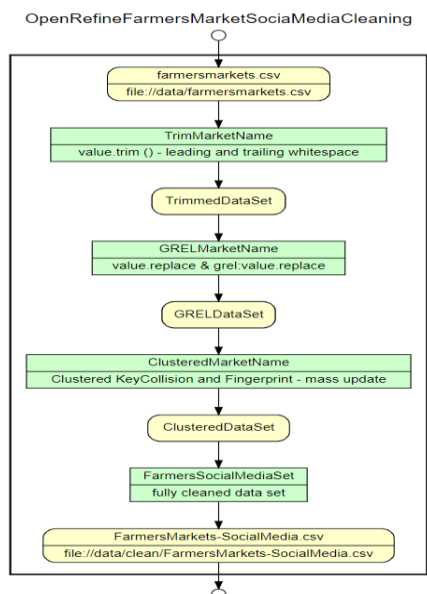 OpenRefineFarmersMarketSociaMediaCleaning
farmersmarkets.csv
file://data/farmersmarkets.csv
TrimMarketName
value.trim () - leading and trailing whitespace
TrimmedDataSet
GRELMarketName
value.replace & grel:value.replace
GRELDataSet
ClusteredMarketName
Clustered KeyCollision and Fingerprint - mass update
ClusteredDataSet
FarmersSocialMediaSet
fully cleaned data set
FarmersMarkets-SocialMedia.csv
file://data/clean/FarmersMarkets-SocialMedia.csv